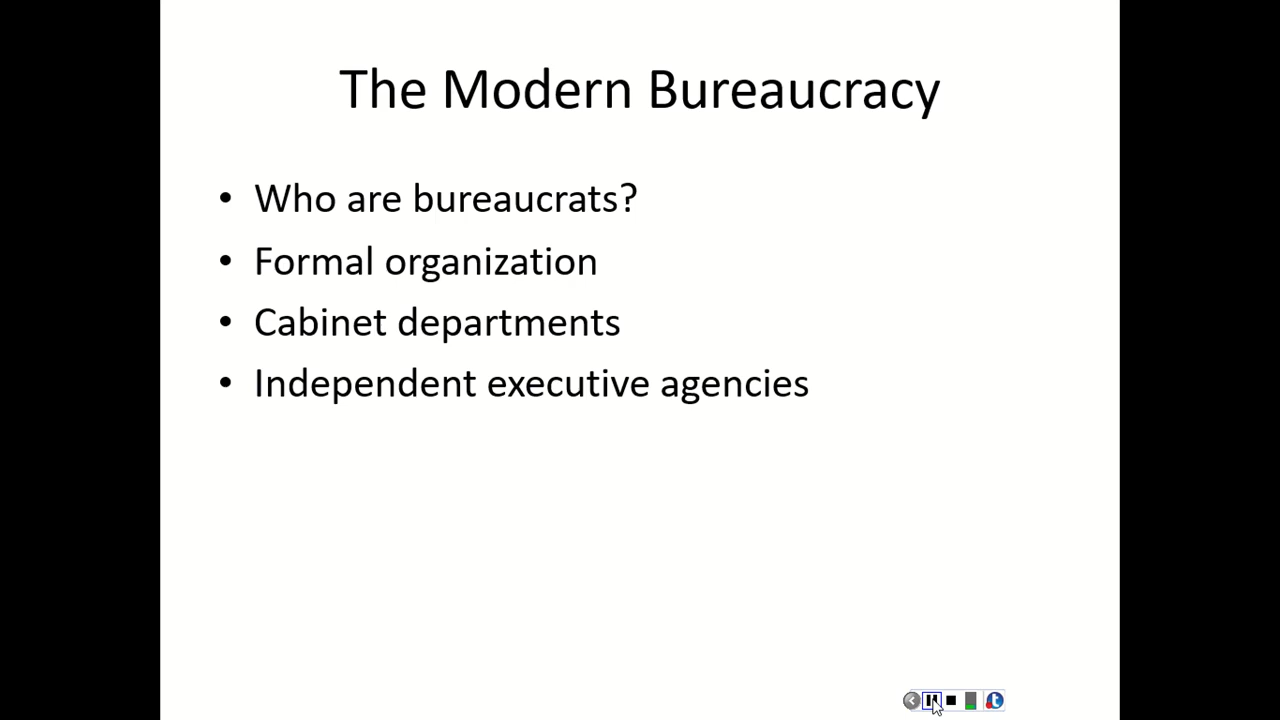 The Modern Bureaucracy
• Who are bureaucrats?
• Formal organization
• Cabinet departments
• Independent executive agencies